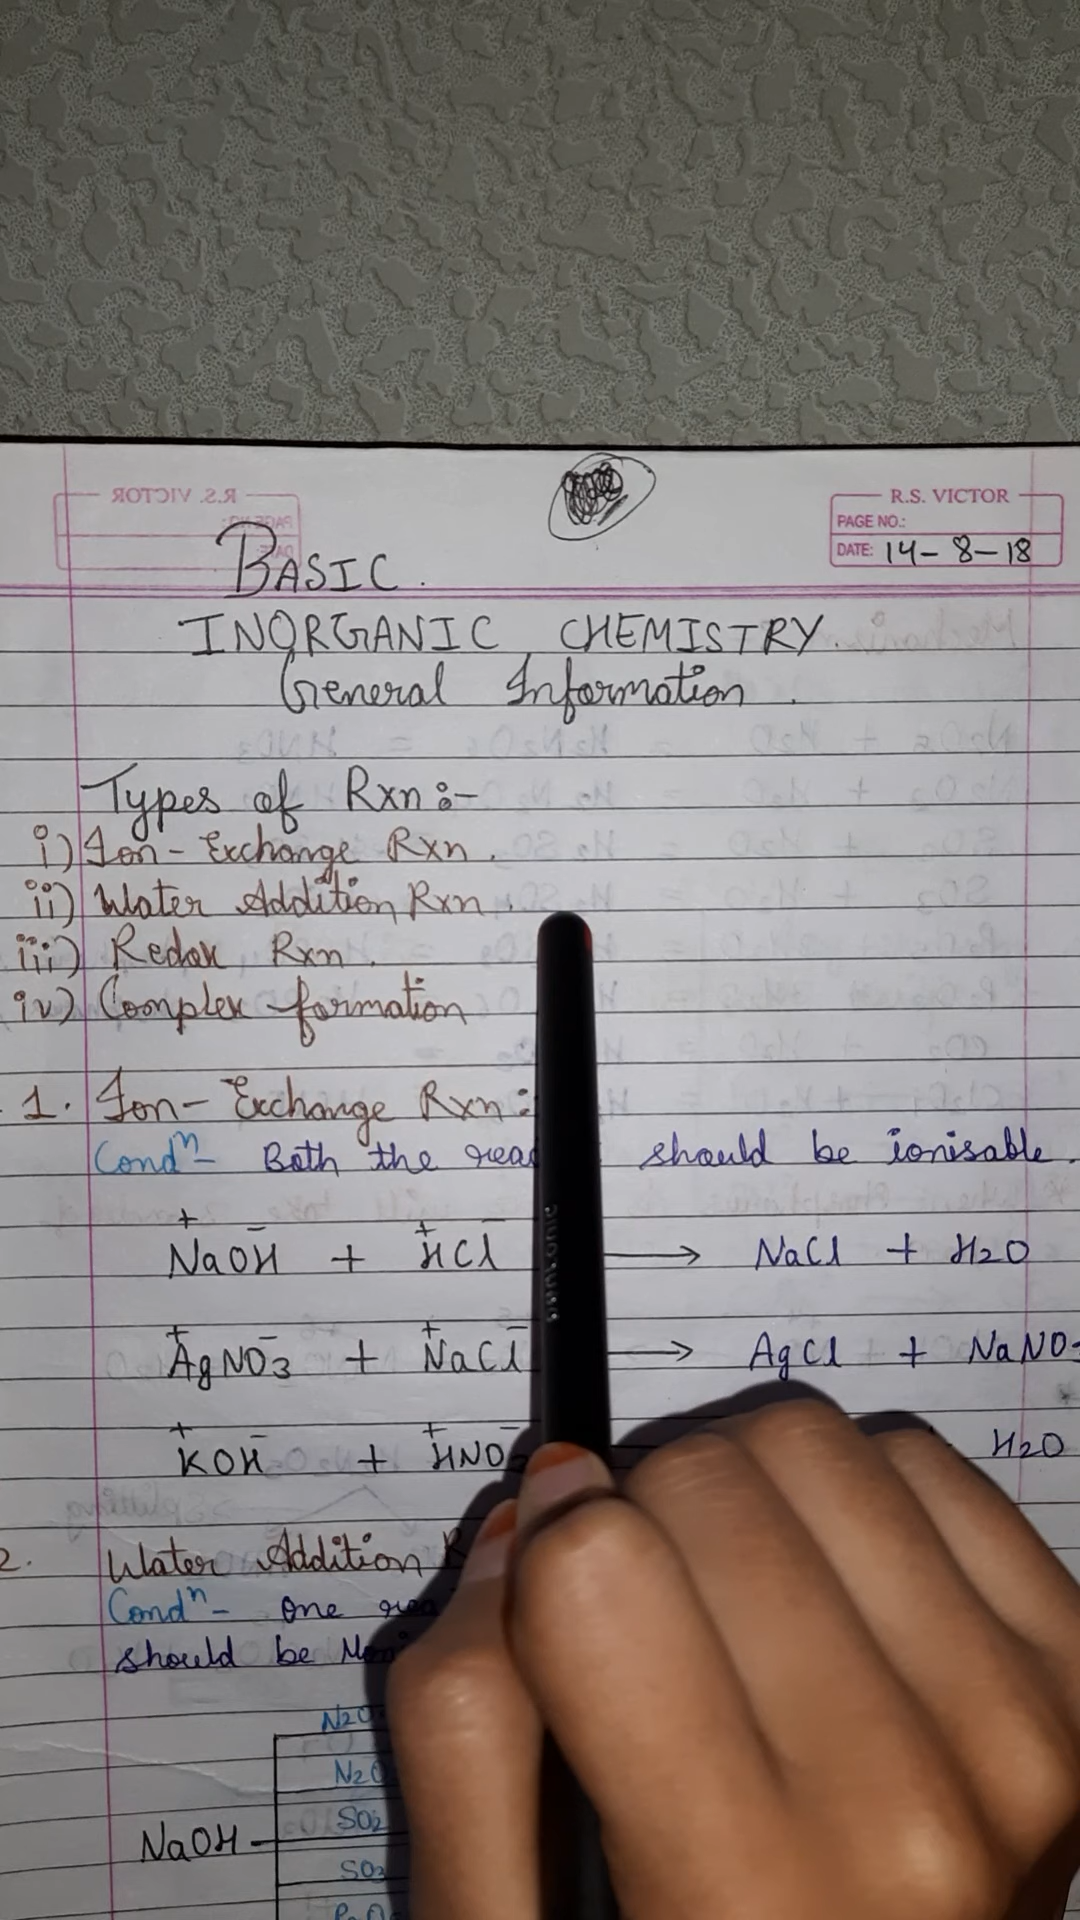 R.S. VICTOR
R.S. VICTOR
PAGE NO.:
DATE: 14-8-18
BASIC.
INORGANIC CHEMISTRY.
General Information.
Types of Rxn:-
i) Ion-Exchange Rxn.
ii) Water Addition Rxn.
iii) Redox Rxn.
iv) Complex formation
1. Ion-Exchange Rxn:
Condⁿ- Both the should be ionisable.
NaOH + HCl → NaCl + H2O
AgNO3 + NaCl → AgCl + NaNO
KOH + HNO H2O
2. Water Addition R
Condⁿ- One
should be
N2O
N2O
SO2
NaOH
SO3